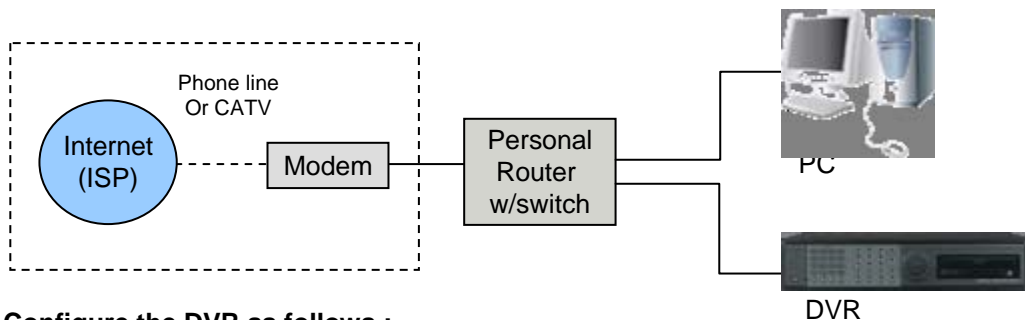 Phone line
Or CATV
Internet
(ISP)
Modem
Personal
Router
w/switch
PC
DVR
Configure the DVR as follows :